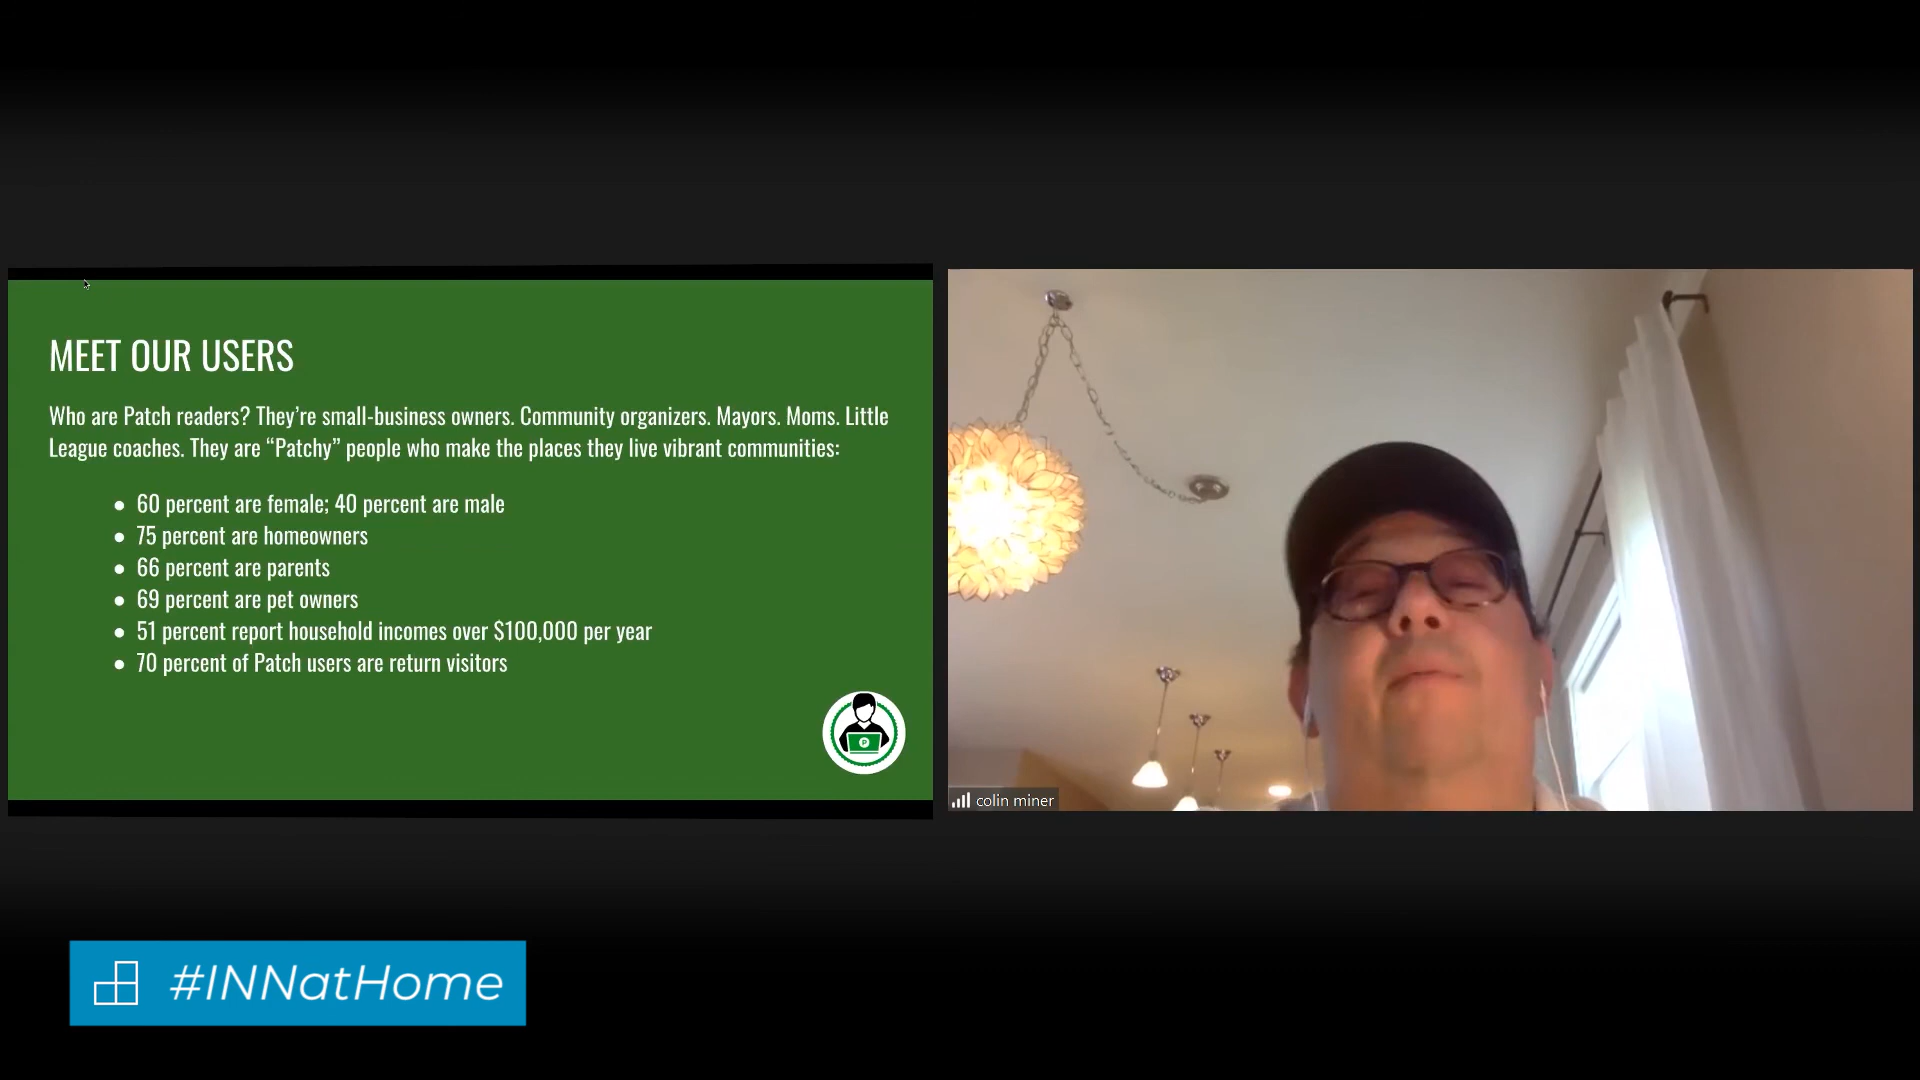 MEET OUR USERS
Who are Patch readers? They’re small-business owners. Community organizers. Mayors. Moms. Little
League coaches. They are “Patchy” people who make the places they live vibrant communities:
● 60 percent are female; 40 percent are male
● 75 percent are homeowners
● 66 percent are parents
● 69 percent are pet owners
● 51 percent report household incomes over $100,000 per year
● 70 percent of Patch users are return visitors
P
colin miner
#INNatHome